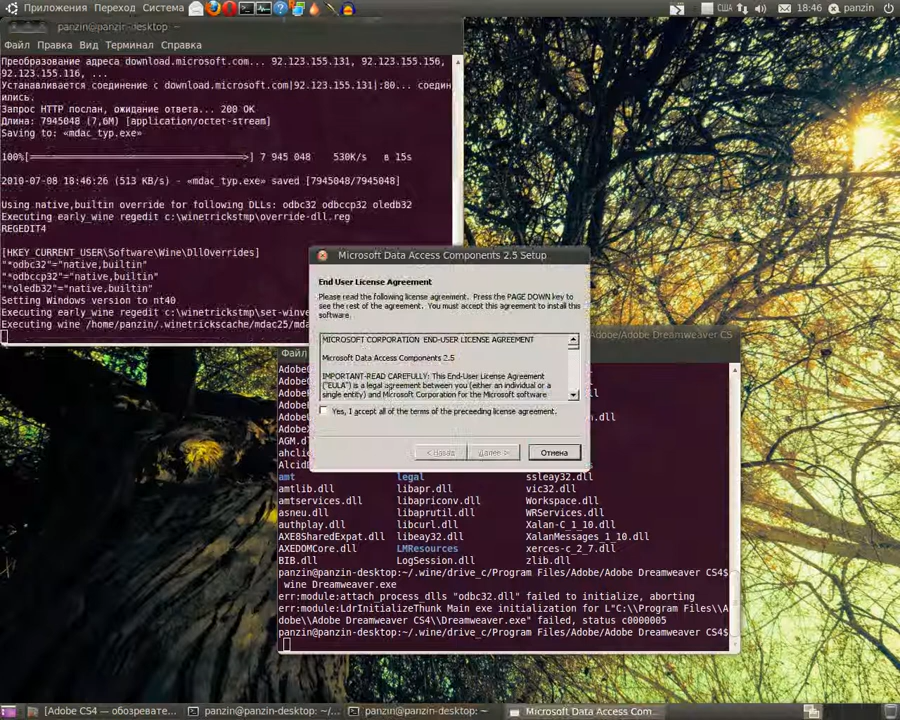 Приложения Переход Система
США
18:46
panzin
panzin@panzin-desktop: ~
Файл Правка Вид Терминал Справка
Преобразование адреса download.microsoft.com... 92.123.155.131, 92.123.155.156,
92.123.155.116, ...
Устанавливается соединение с download.microsoft.com|92.123.155.131|:80... соедин
ились.
Запрос HTTP послан, ожидание ответа... 200 OK
Длина: 7945048 (7,6M) [application/octet-stream]
Saving to: «mdac_typ.exe»
100%[======================================>] 7 945 048 530K/s в 15s
2010-07-08 18:46:26 (513 KB/s) - «mdac_typ.exe» saved [7945048/7945048]
Using native,builtin override for following DLLs: odbc32 odbccp32 oledb32
Executing early_wine regedit c:\winetrickstmp\override-dll.reg
REGEDIT4
[HKEY_CURRENT_USER\Software\Wine\DllOverrides]
"*odbc32"="native,builtin"
"*odbccp32"="native,builtin"
"*oledb32"="native,builtin"
Setting Windows version to nt40
Executing early_wine regedit c:\winetrickstmp\set-winve
Executing wine /home/panzin/.winetrickscache/mdac25/mda
Microsoft Data Access Components 2.5 Setup
End User License Agreement
Please read the following license agreement. Press the PAGE DOWN key to
see the rest of the agreement. You must accept this agreement to install this
software.
MICROSOFT CORPORATION END-USER LICENSE AGREEMENT
Microsoft Data Access Components 2.5
IMPORTANT-READ CAREFULLY: This End-User License Agreement
("EULA") is a legal agreement between you (either an individual or a
single entity) and Microsoft Corporation for the Microsoft software
Yes, I accept all of the terms of the preceeding license agreement.
< Назад Далее > Отмена
Adobe/Adobe Dreamweaver CS
Файл
AGM.dl
ahclie
AlcidD
amt legal ssleay32.dll
amtlib.dll libapr.dll vic32.dll
amtservices.dll libapriconv.dll Workspace.dll
asneu.dll libaprutil.dll WRServices.dll
authplay.dll libcurl.dll Xalan-C_1_10.dll
AXE8SharedExpat.dll libeay32.dll XalanMessages_1_10.dll
AXEDOMCore.dll LMResources xerces-c_2_7.dll
BIB.dll LogSession.dll zlib.dll
panzin@panzin-desktop:~/.wine/drive_c/Program Files/Adobe/Adobe Dreamweaver CS4$
wine Dreamweaver.exe
err:module:attach_process_dlls "odbc32.dll" failed to initialize, aborting
err:module:LdrInitializeThunk Main exe initialization for L"C:\\Program Files\\A
dobe\\Adobe Dreamweaver CS4\\Dreamweaver.exe" failed, status c0000005
panzin@panzin-desktop:~/.wine/drive_c/Program Files/Adobe/Adobe Dreamweaver CS4$
[Adobe CS4 — обозревате...
panzin@panzin-desktop: ~/...
panzin@panzin-desktop: ~
Microsoft Data Access Com...